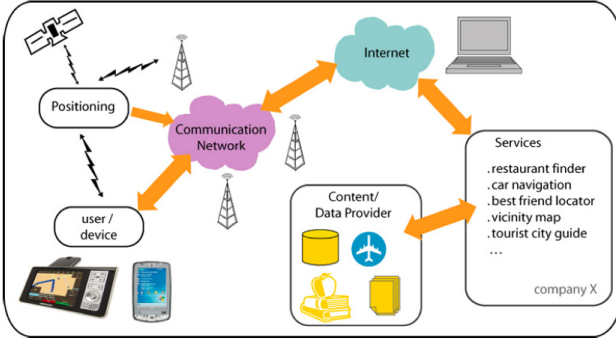 Positioning
Communication
Network
Internet
user /
device
Content/
Data Provider
Services
.restaurant finder
.car navigation
.best friend locator
.vicinity map
.tourist city guide
...
company X